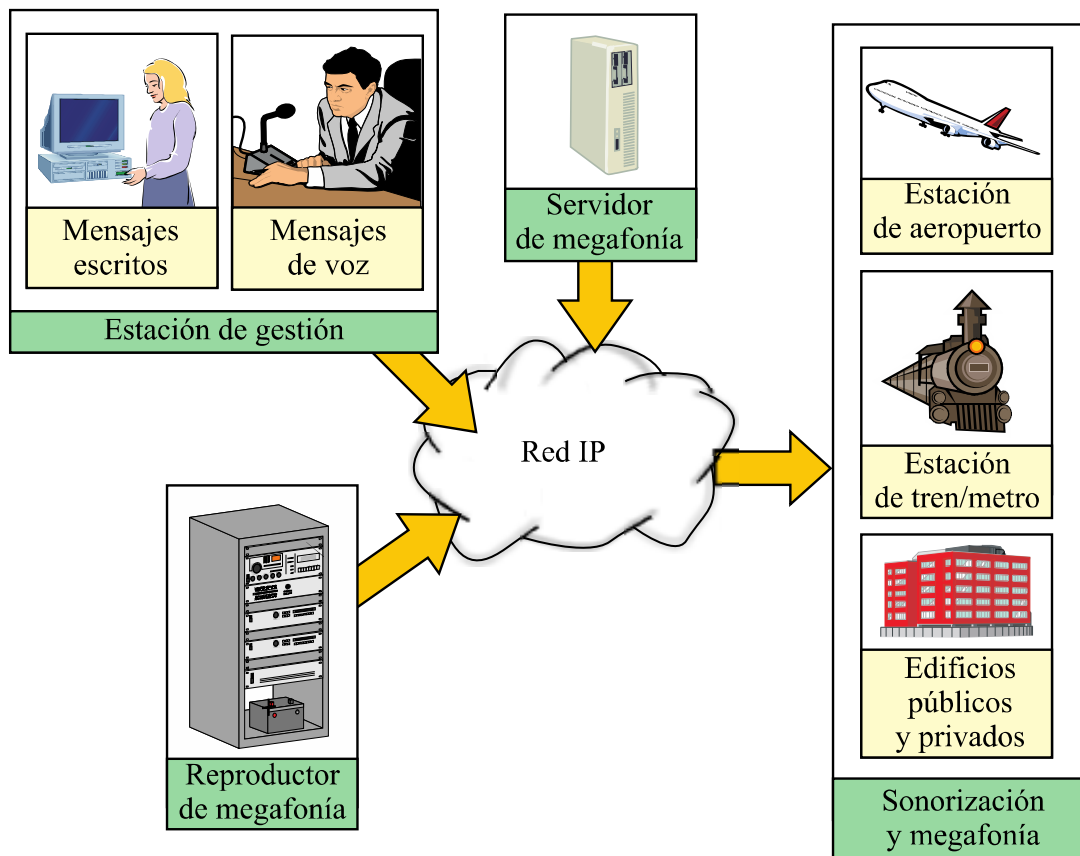 Mensajes
escritos
Mensajes
de voz
Estación de gestión
Servidor
de megafonía
Red IP
Reproductor
de megafonía
Estación
de aeropuerto
Estación
de tren/metro
Edificios
públicos
y privados
Sonorización
y megafonía